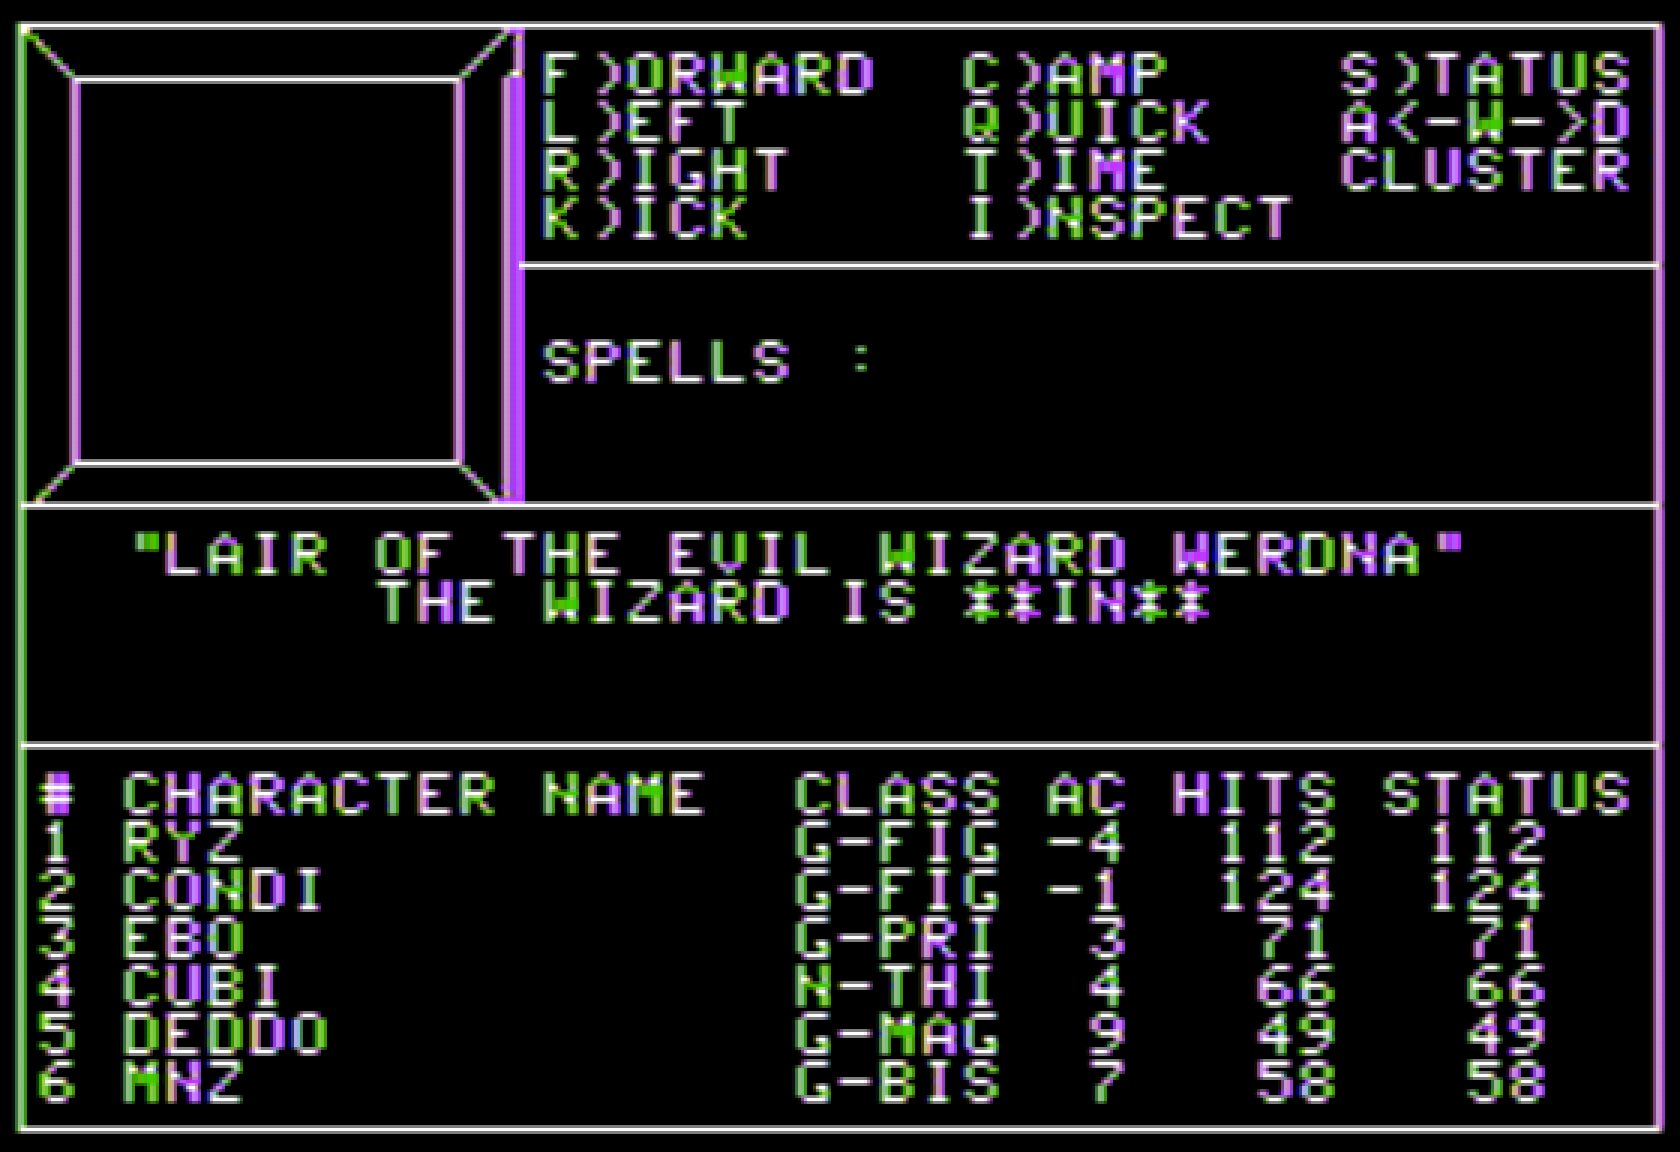 F)ORWARD C)AMP S)TATUS
L)EFT Q)UICK A<-W->D
R)IGHT T)IME CLUSTER
K)ICK I)NSPECT
SPELLS :
"LAIR OF THE EVIL WIZARD WERDNA"
THE WIZARD IS **IN**
# CHARACTER NAME CLASS AC HITS STATUS
1 RYZ G-FIG -4 112 112
2 CONDI G-FIG -1 124 124
3 EBO G-PRI 3 71 71
4 CUBI N-THI 4 66 66
5 DEDDO G-MAG 9 49 49
6 MNZ G-BIS 7 58 58